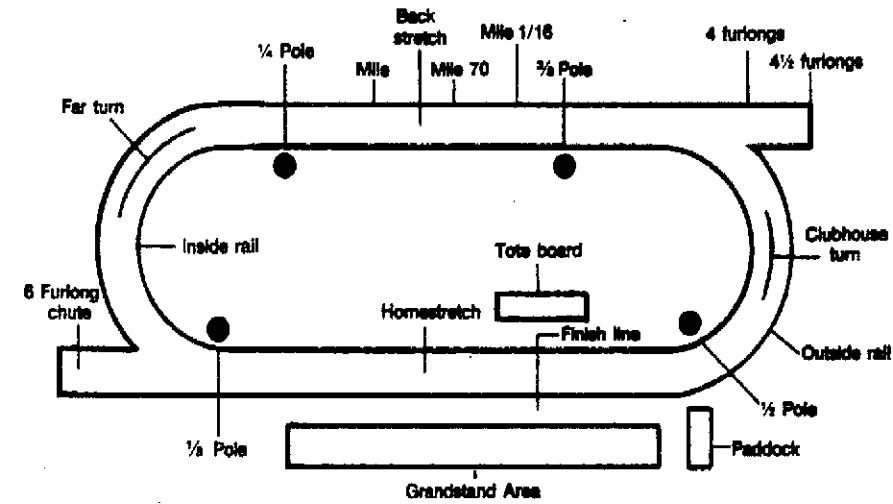 Back
stretch
Mile 1/16
4 furlongs
¼ Pole
Mile
Mile 70
⅜ Pole
4½ furlongs
Far turn
Inside rail
Tote board
Clubhouse
turn
6 Furlong
chute
Homestretch
Finish line
Outside rail
½ Pole
⅛ Pole
Paddock
Grandstand Area